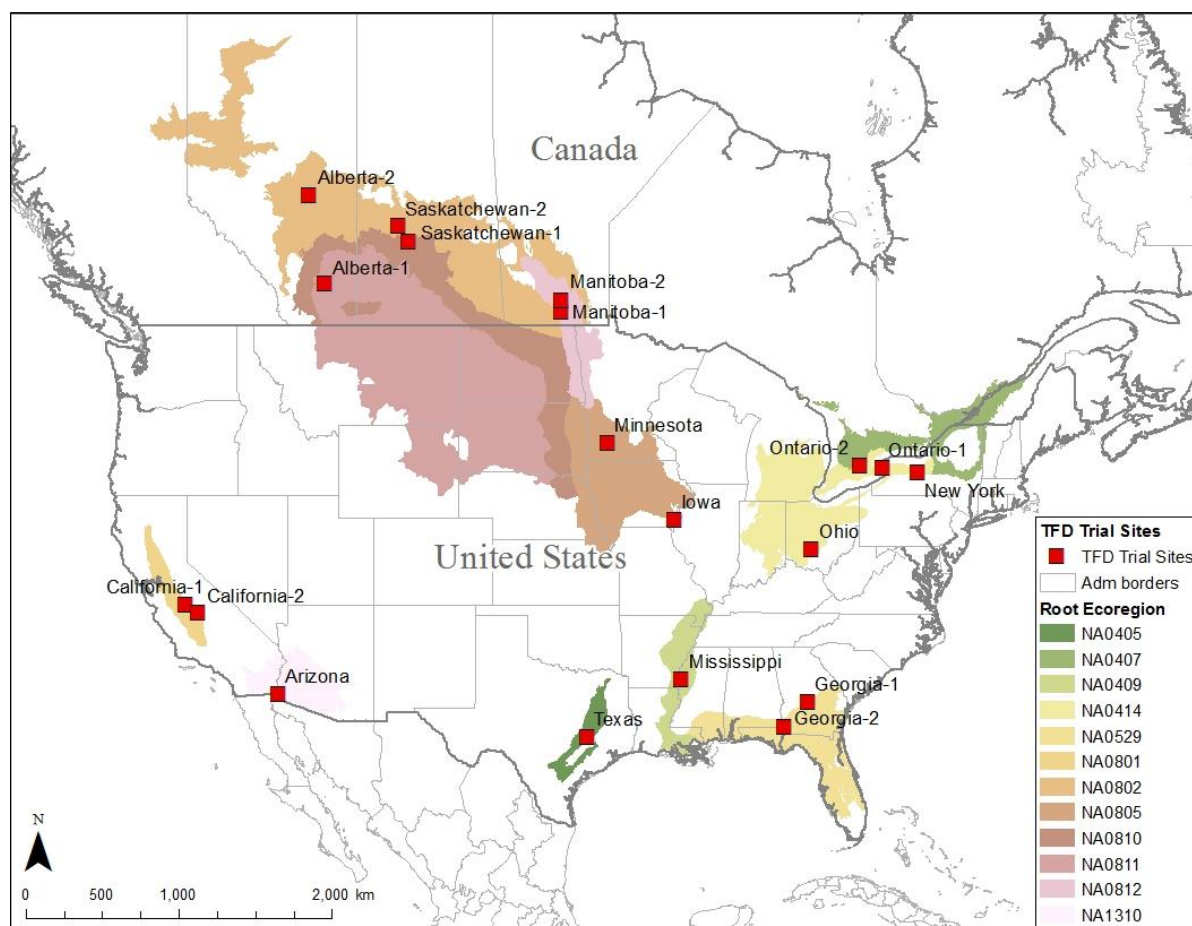 Canada
Alberta-2
Saskatchewan-2
Saskatchewan-1
Alberta-1
Manitoba-2
Manitoba-1
Minnesota
Ontario-2
Ontario-1
New York
Iowa
Ohio
United States
California-1
California-2
Arizona
Mississippi
Georgia-1
Georgia-2
Texas
TFD Trial Sites
TFD Trial Sites
Adm borders
Root Ecoregion
NA0405
NA0407
NA0409
NA0414
NA0529
NA0801
NA0802
NA0805
NA0810
NA0811
NA0812
NA1310
N
0 500 1,000 2,000 km